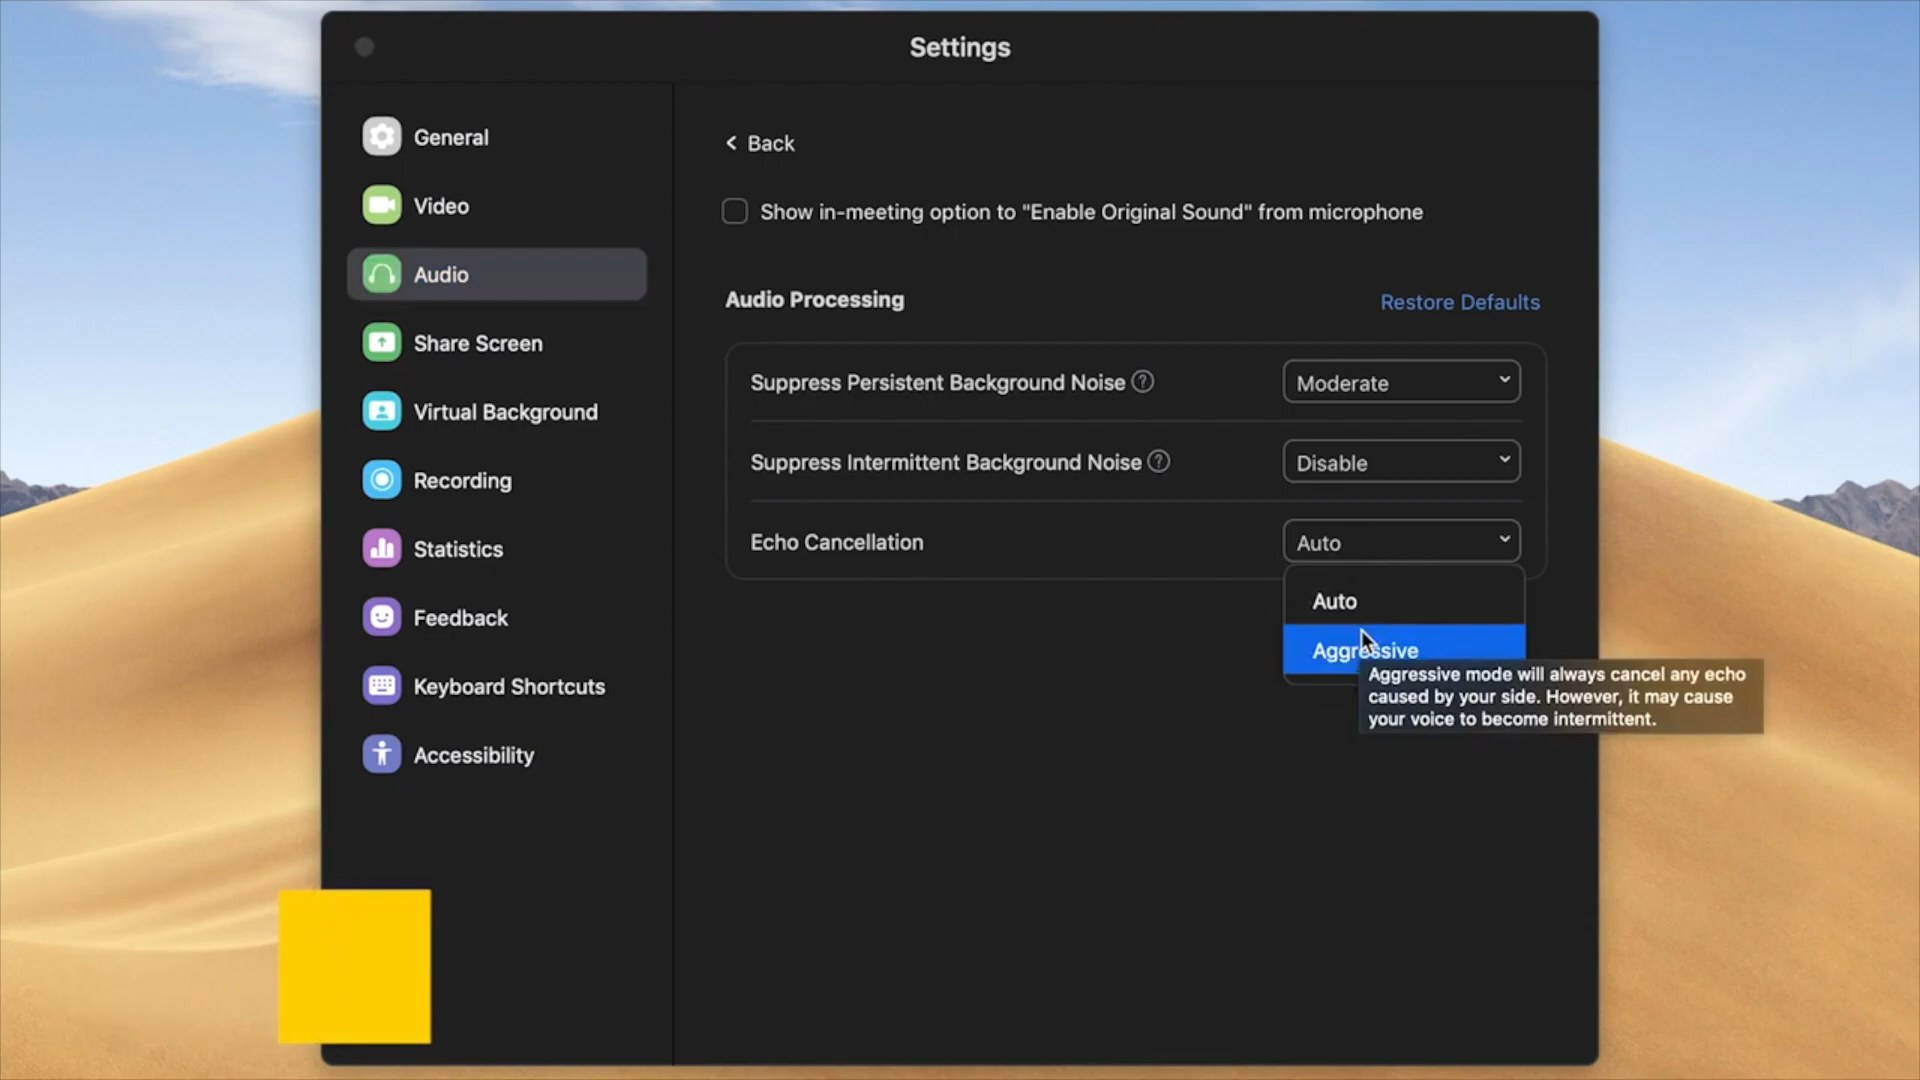 Settings
General
Video
Audio
Share Screen
Virtual Background
Recording
Statistics
Feedback
Keyboard Shortcuts
Accessibility
< Back
Show in-meeting option to "Enable Original Sound" from microphone
Audio Processing
Restore Defaults
Suppress Persistent Background Noise ?
Moderate
Suppress Intermittent Background Noise ?
Disable
Echo Cancellation
Auto
Auto
Aggressive
Aggressive mode will always cancel any echo
caused by your side. However, it may cause
your voice to become intermittent.